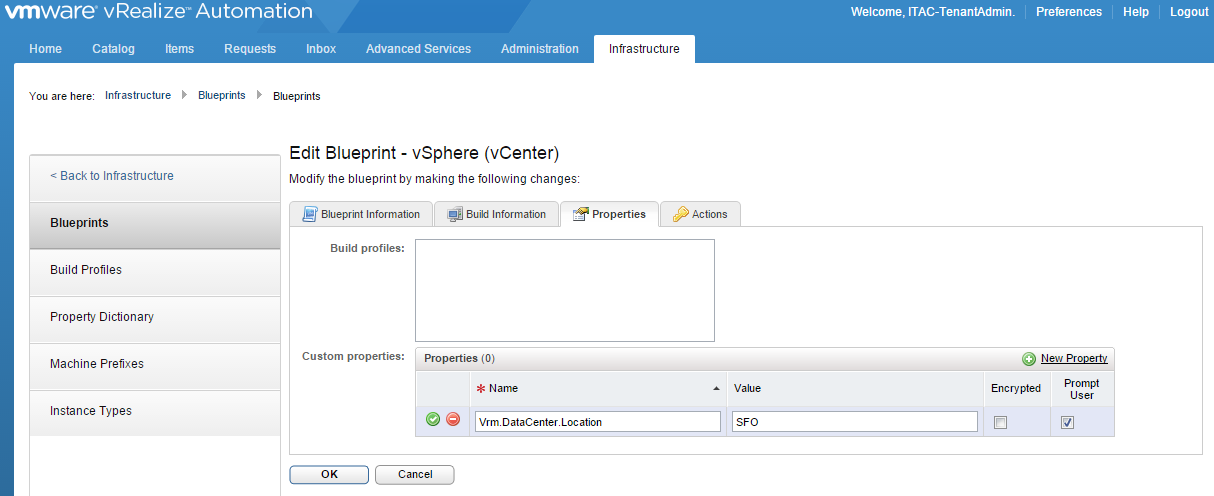 vmware vRealize™ Automation
Welcome, ITAC-TenantAdmin. Preferences Help Logout
Home Catalog Items Requests Inbox Advanced Services Administration Infrastructure
You are here: Infrastructure Blueprints Blueprints
Edit Blueprint - vSphere (vCenter)
Modify the blueprint by making the following changes:
< Back to Infrastructure
Blueprints
Build Profiles
Property Dictionary
Machine Prefixes
Instance Types
Blueprint Information Build Information Properties Actions
Build profiles:
Custom properties: Properties (0) New Property
* Name Value Encrypted Prompt User
Vrm.DataCenter.Location SFO
OK Cancel